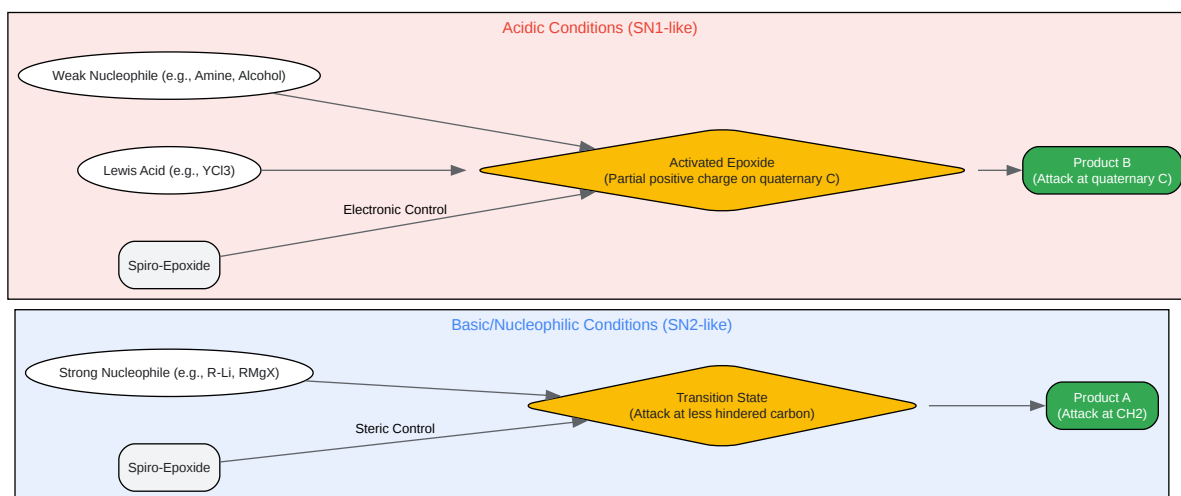 Acidic Conditions (SN1-like)
Weak Nucleophile (e.g., Amine, Alcohol)
Lewis Acid (e.g., YCl3)
Activated Epoxide
(Partial positive charge on quaternary C)
Product B
(Attack at quaternary C)
Electronic Control
Spiro-Epoxide
Basic/Nucleophilic Conditions (SN2-like)
Strong Nucleophile (e.g., R-Li, RMgX)
Transition State
(Attack at less hindered carbon)
Product A
(Attack at CH2)
Steric Control
Spiro-Epoxide